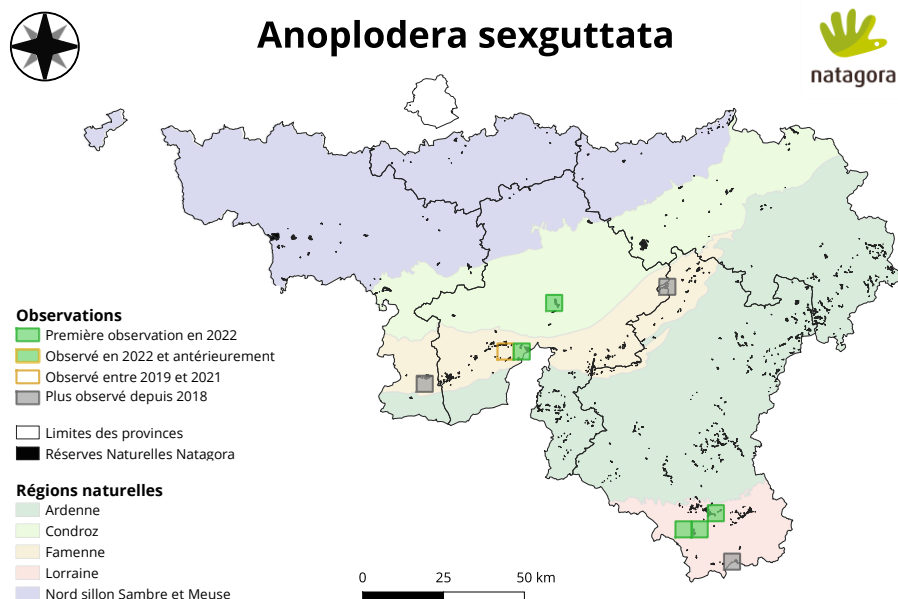 Anoplodera sexguttata
natagora
Observations
Première observation en 2022
Observé en 2022 et antérieurement
Observé entre 2019 et 2021
Plus observé depuis 2018
Limites des provinces
Réserves Naturelles Natagora
Régions naturelles
Ardenne
Condroz
Famenne
Lorraine
Nord sillon Sambre et Meuse
0 25 50 km